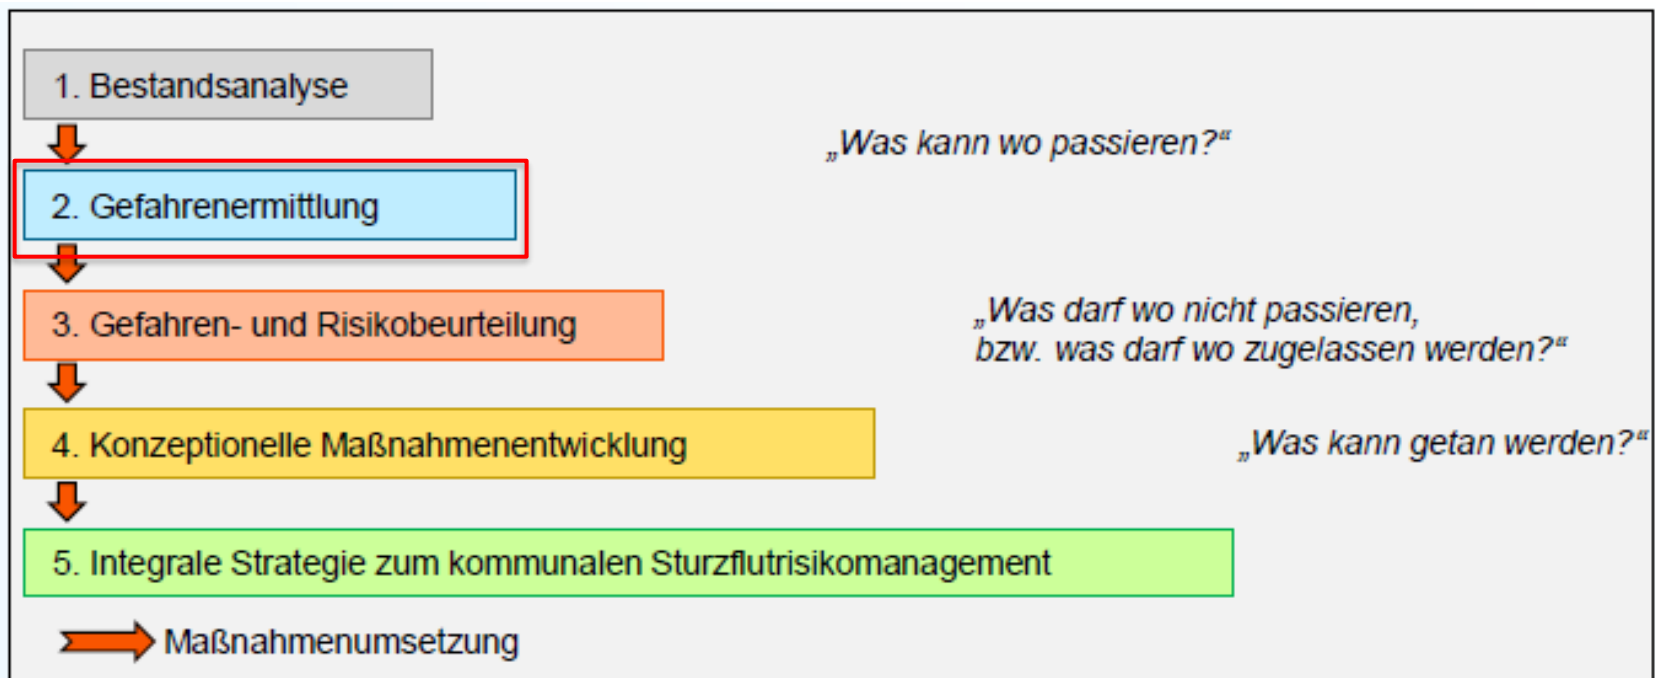 1. Bestandsanalyse
„Was kann wo passieren?“
2. Gefahrenermittlung
3. Gefahren- und Risikobeurteilung
„Was darf wo nicht passieren,
bzw. was darf wo zugelassen werden?“
4. Konzeptionelle Maßnahmenentwicklung
„Was kann getan werden?“
5. Integrale Strategie zum kommunalen Sturzflutrisikomanagement
Maßnahmenumsetzung